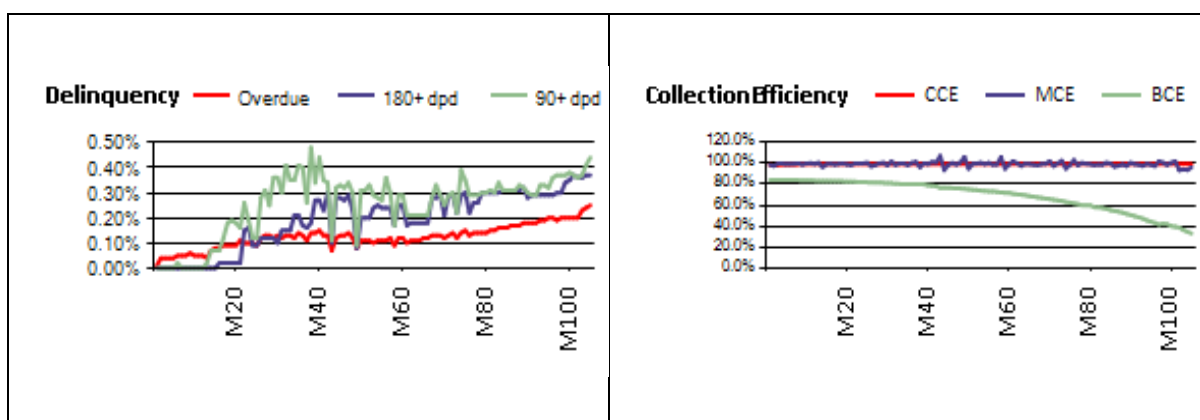 Delinquency Overdue 180+ dpd 90+ dpd
0.50%
0.40%
0.30%
0.20%
0.10%
0.00%
M20
M40
M60
M80
M100
Collection Efficiency CCE MCE BCE
120.0%
100.0%
80.0%
60.0%
40.0%
20.0%
0.0%
M20
M40
M60
M80
M100